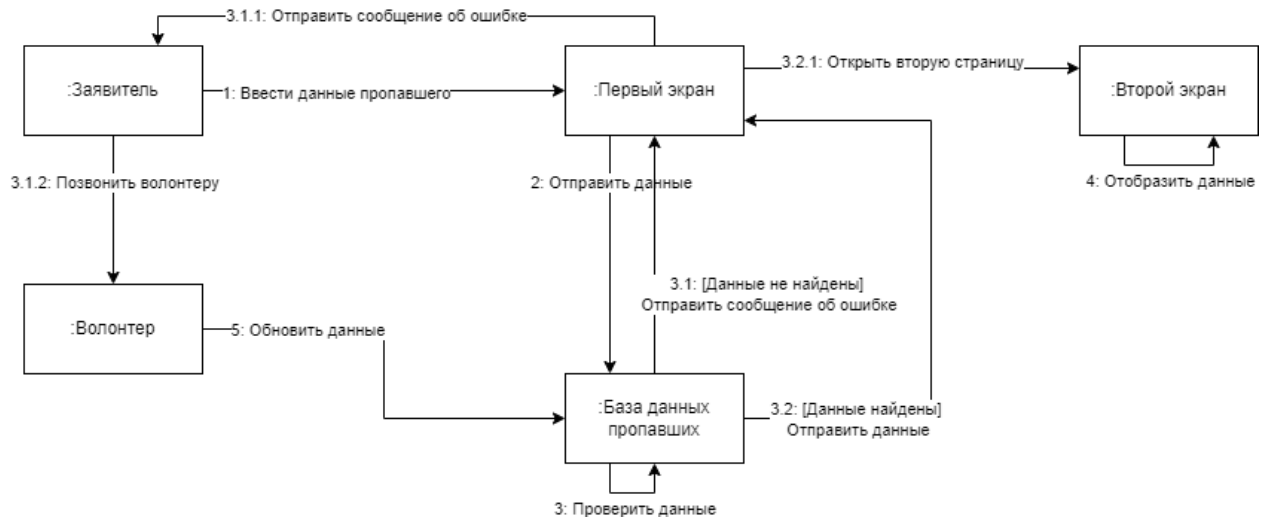 3.1.1: Отправить сообщение об ошибке
:Заявитель
1: Ввести данные пропавшего
:Первый экран
3.2.1: Открыть вторую страницу
:Второй экран
3.1.2: Позвонить волонтеру
2: Отправить данные
4: Отобразить данные
3.1: [Данные не найдены]
Отправить сообщение об ошибке
:Волонтер
5: Обновить данные
:База данных
пропавших
3.2: [Данные найдены]
Отправить данные
3: Проверить данные